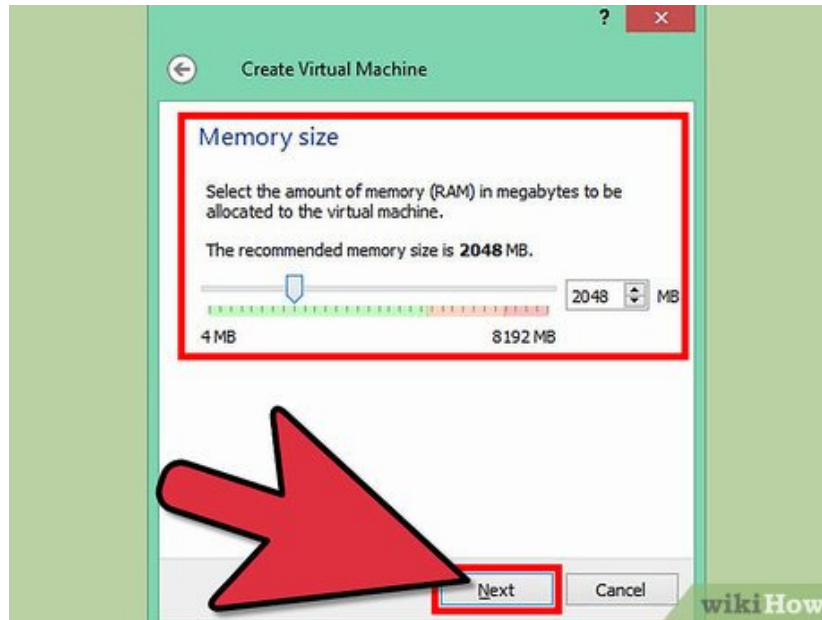 ?
Create Virtual Machine
Memory size
Select the amount of memory (RAM) in megabytes to be
allocated to the virtual machine.
The recommended memory size is 2048 MB.
2048 MB
4 MB 8192 MB
Next Cancel
wikiHow